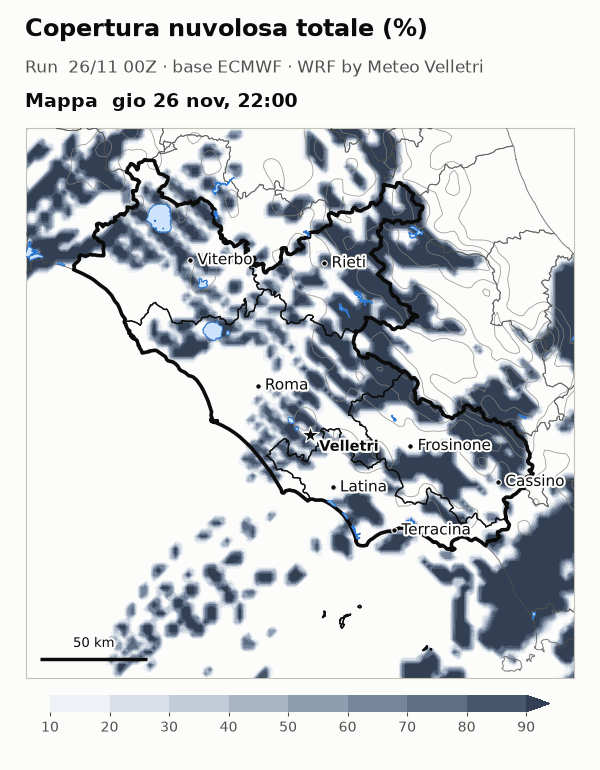 Copertura nuvolosa totale (%)
Run 26/11 00Z · base ECMWF · WRF by Meteo Velletri
Mappa gio 26 nov, 22:00
Viterbo
Rieti
Roma
Velletri
Frosinone
Latina
Cassino
Terracina
50 km
10 20 30 40 50 60 70 80 90